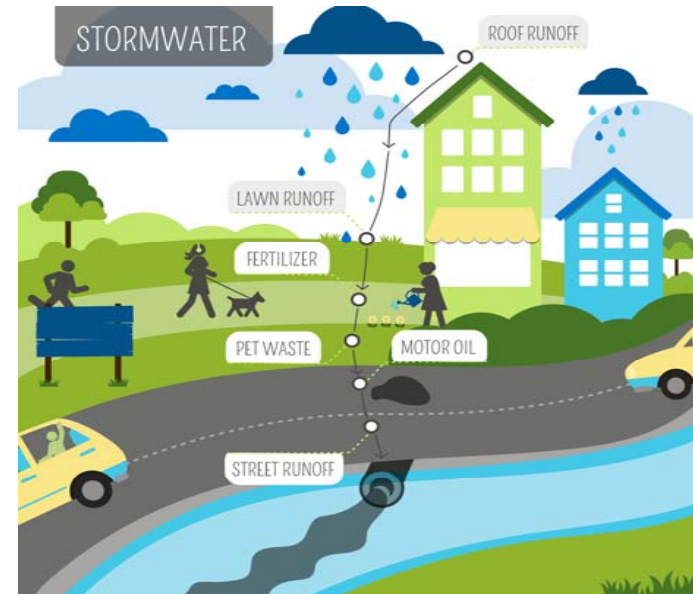 STORMWATER
ROOF RUNOFF
LAWN RUNOFF
FERTILIZER
PET WASTE
MOTOR OIL
STREET RUNOFF